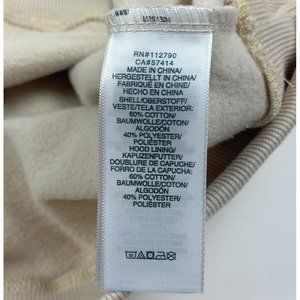 RN#112790
CA#57414
MADE IN CHINA/
HERGESTELLT IN CHINA/
FABRIQUÉ EN CHINE/
HECHO EN CHINA
SHELL/OBERSTOFF/
VESTE/TELA EXTERIOR:
60% COTTON/
BAUMWOLLE/COTON/
ALGODÓN
40% POLYESTER/
POLIÉSTER
HOOD LINING/
KAPUZENFUTTER/
DOUBLURE DE CAPUCHE/
FORRO DE LA CAPUCHA:
60% COTTON/
BAUMWOLLE/COTON/
ALGODÓN
40% POLYESTER/
POLIÉSTER